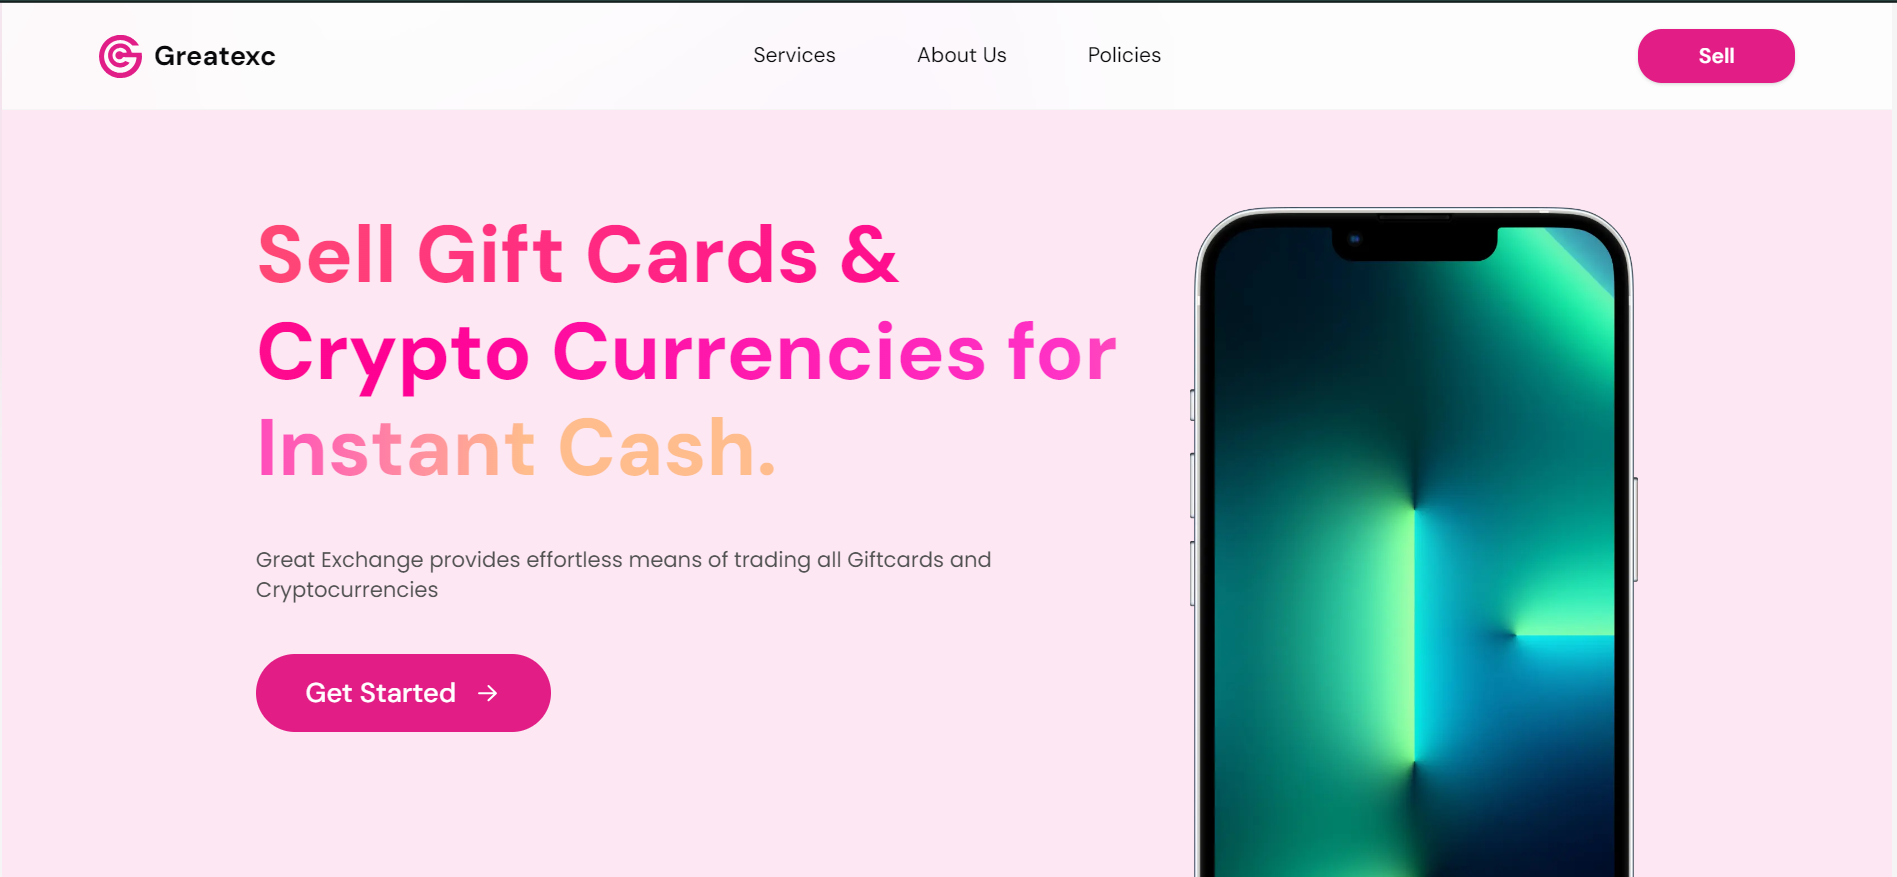 Greatexc
Services
About Us
Policies
Sell
Sell Gift Cards &
Crypto Currencies for
Instant Cash.
Great Exchange provides effortless means of trading all Giftcards and
Cryptocurrencies
Get Started →